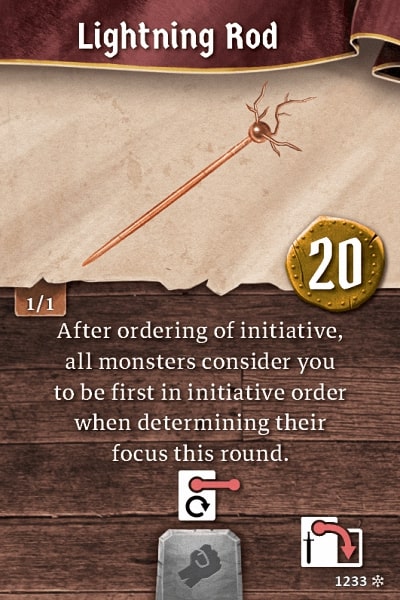 Lightning Rod
20
1/1
After ordering of initiative,
all monsters consider you
to be first in initiative order
when determining their
focus this round.
1233